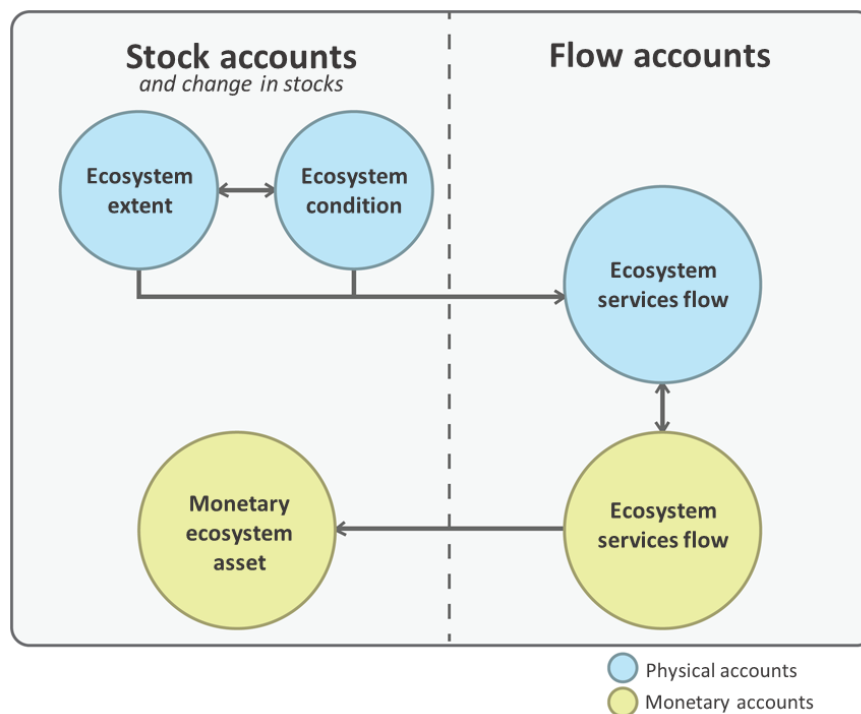 Stock accounts
and change in stocks
Flow accounts
Ecosystem
extent
Ecosystem
condition
Ecosystem
services flow
Monetary
ecosystem
asset
Ecosystem
services flow
Physical accounts
Monetary accounts